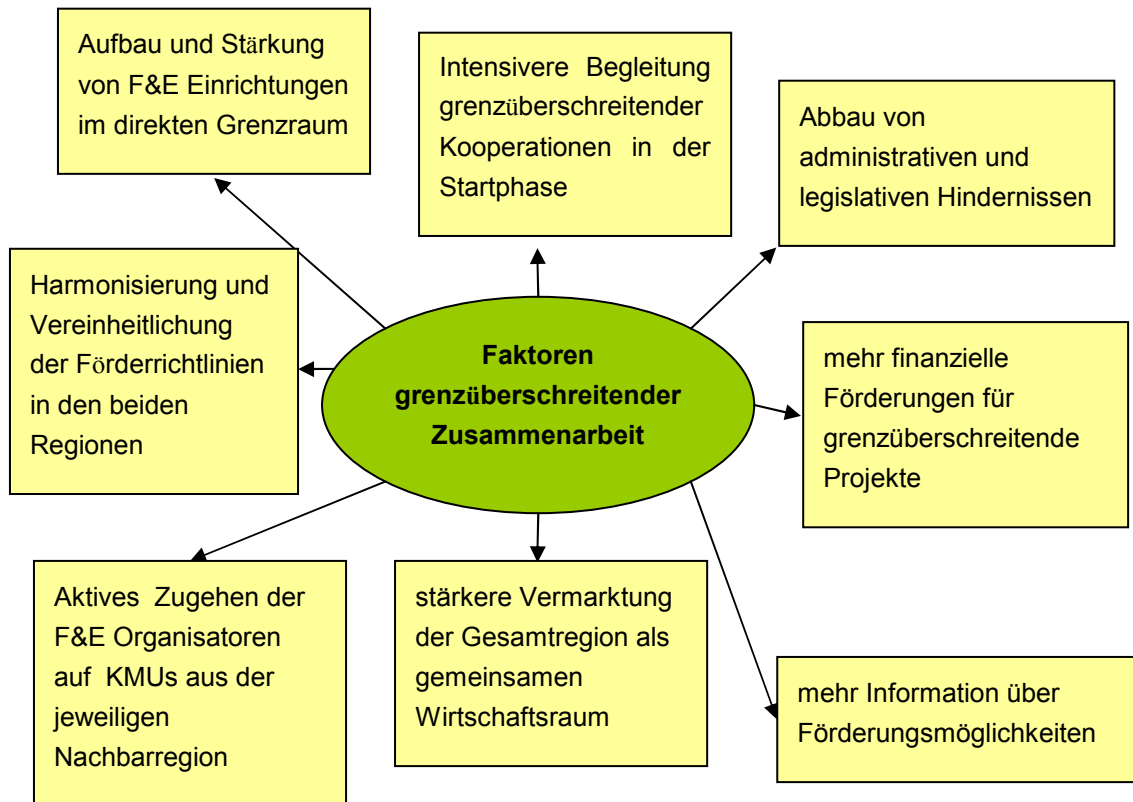 Aufbau und Stärkung
von F&E Einrichtungen
im direkten Grenzraum
Intensivere Begleitung
grenzüberschreitender
Kooperationen in der
Startphase
Abbau von
administrativen und
legislativen Hindernissen
Harmonisierung und
Vereinheitlichung
der Förderrichtlinien
in den beiden
Regionen
Faktoren
grenzüberschreitender
Zusammenarbeit
mehr finanzielle
Förderungen für
grenzüberschreitende
Projekte
Aktives Zugehen der
F&E Organisatoren
auf KMUs aus der
jeweiligen
Nachbarregion
stärkere Vermarktung
der Gesamtregion als
gemeinsamen
Wirtschaftsraum
mehr Information über
Förderungsmöglichkeiten